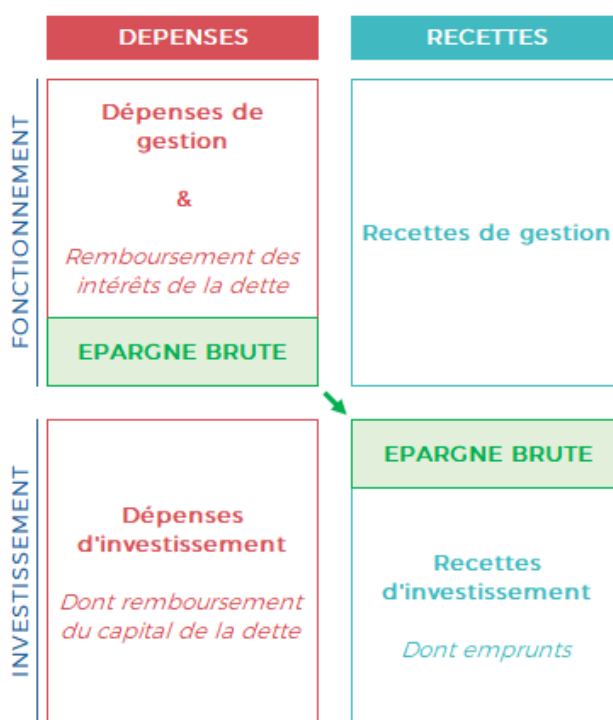 DEPENSES
RECETTES
FONCTIONNEMENT
Dépenses de
gestion
&
Remboursement des
intérêts de la dette
EPARGNE BRUTE
Recettes de gestion
INVESTISSEMENT
Dépenses
d'investissement
Dont remboursement
du capital de la dette
EPARGNE BRUTE
Recettes
d'investissement
Dont emprunts